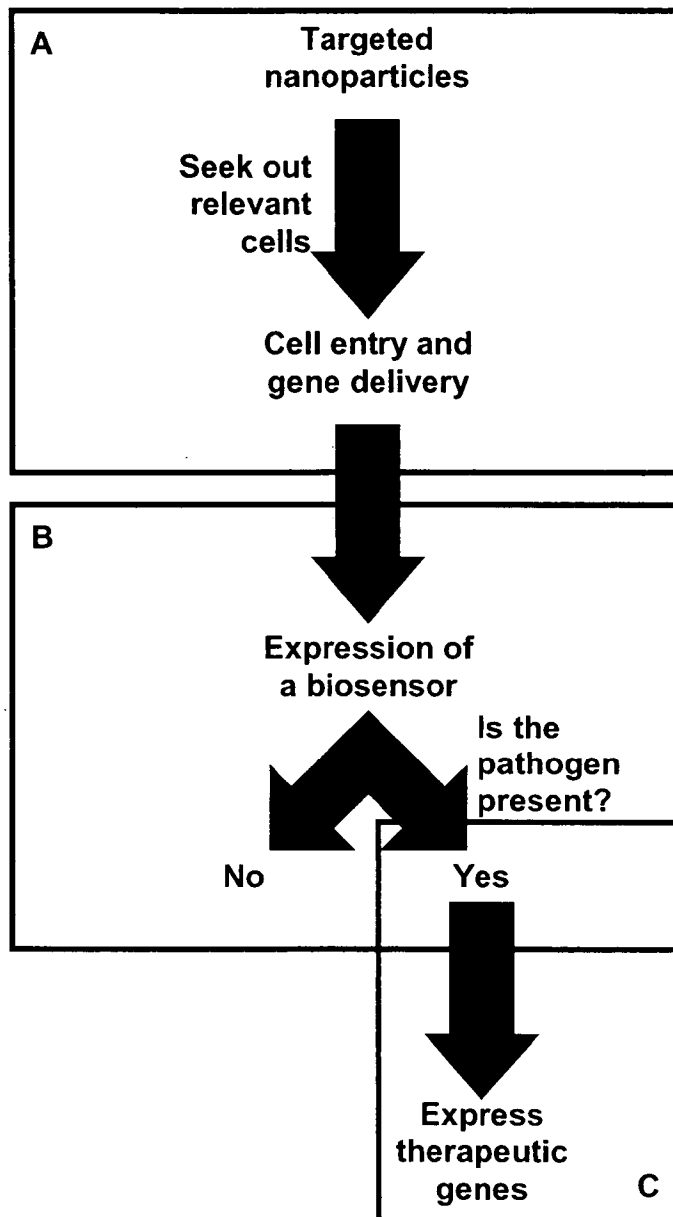 A
Targeted
nanoparticles
Seek out
relevant
cells
Cell entry and
gene delivery
B
Expression of
a biosensor
Is the
pathogen
present?
No
Yes
Express
therapeutic
genes
C